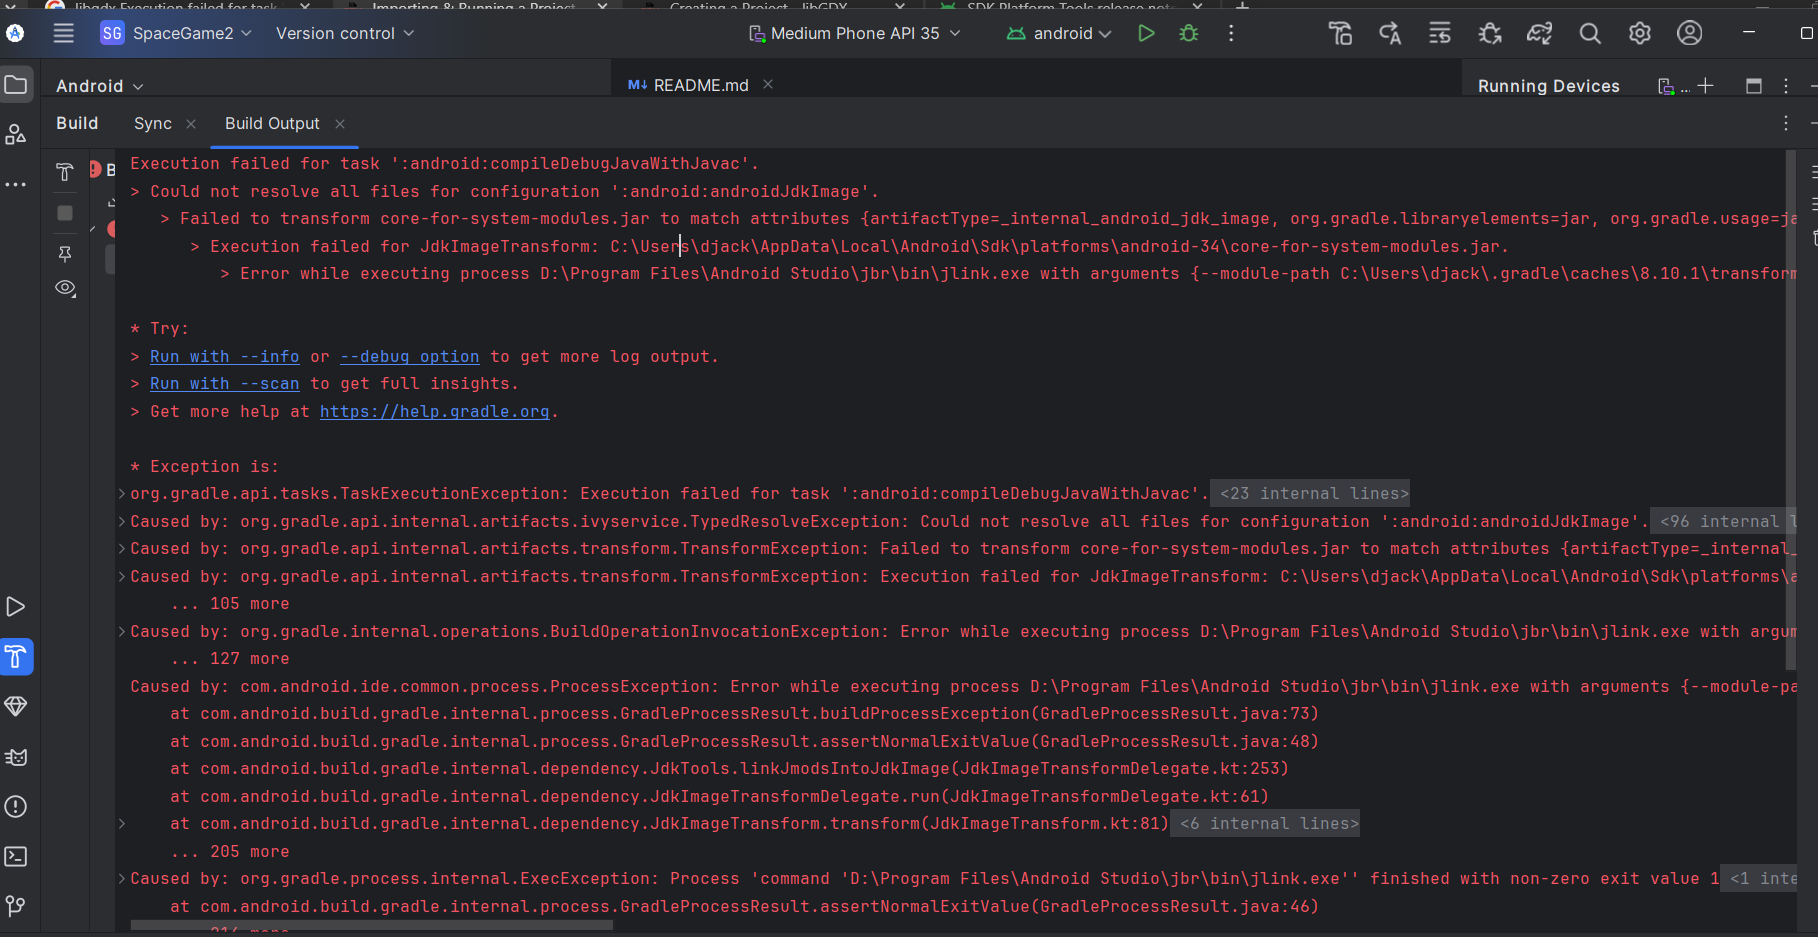 libgdx Execution failed for task
Importing & Running a Project
Creating a Project - libGDX
SDK Platform Tools release note
SG SpaceGame2 Version control Medium Phone API 35 android
Android M↓ README.md Running Devices ...
Build Sync Build Output
B
Execution failed for task ':android:compileDebugJavaWithJavac'.
> Could not resolve all files for configuration ':android:androidJdkImage'.
> Failed to transform core-for-system-modules.jar to match attributes {artifactType=_internal_android_jdk_image, org.gradle.libraryelements=jar, org.gradle.usage=ja
> Execution failed for JdkImageTransform: C:\Users\djack\AppData\Local\Android\Sdk\platforms\android-34\core-for-system-modules.jar.
> Error while executing process D:\Program Files\Android Studio\jbr\bin\jlink.exe with arguments {--module-path C:\Users\djack\.gradle\caches\8.10.1\transform
* Try:
> Run with --info or --debug option to get more log output.
> Run with --scan to get full insights.
> Get more help at https://help.gradle.org.
* Exception is:
org.gradle.api.tasks.TaskExecutionException: Execution failed for task ':android:compileDebugJavaWithJavac'. <23 internal lines>
Caused by: org.gradle.api.internal.artifacts.ivyservice.TypedResolveException: Could not resolve all files for configuration ':android:androidJdkImage'. <96 internal l
Caused by: org.gradle.api.internal.artifacts.transform.TransformException: Failed to transform core-for-system-modules.jar to match attributes {artifactType=_internal_
Caused by: org.gradle.api.internal.artifacts.transform.TransformException: Execution failed for JdkImageTransform: C:\Users\djack\AppData\Local\Android\Sdk\platforms\a
... 105 more
Caused by: org.gradle.internal.operations.BuildOperationInvocationException: Error while executing process D:\Program Files\Android Studio\jbr\bin\jlink.exe with argum
... 127 more
Caused by: com.android.ide.common.process.ProcessException: Error while executing process D:\Program Files\Android Studio\jbr\bin\jlink.exe with arguments {--module-pa
at com.android.build.gradle.internal.process.GradleProcessResult.buildProcessException(GradleProcessResult.java:73)
at com.android.build.gradle.internal.process.GradleProcessResult.assertNormalExitValue(GradleProcessResult.java:48)
at com.android.build.gradle.internal.dependency.JdkTools.linkJmodsIntoJdkImage(JdkImageTransformDelegate.kt:253)
at com.android.build.gradle.internal.dependency.JdkImageTransformDelegate.run(JdkImageTransformDelegate.kt:61)
at com.android.build.gradle.internal.dependency.JdkImageTransform.transform(JdkImageTransform.kt:81) <6 internal lines>
... 205 more
Caused by: org.gradle.process.internal.ExecException: Process 'command 'D:\Program Files\Android Studio\jbr\bin\jlink.exe'' finished with non-zero exit value 1 <1 inte
at com.android.build.gradle.internal.process.GradleProcessResult.assertNormalExitValue(GradleProcessResult.java:46)
... 214 more